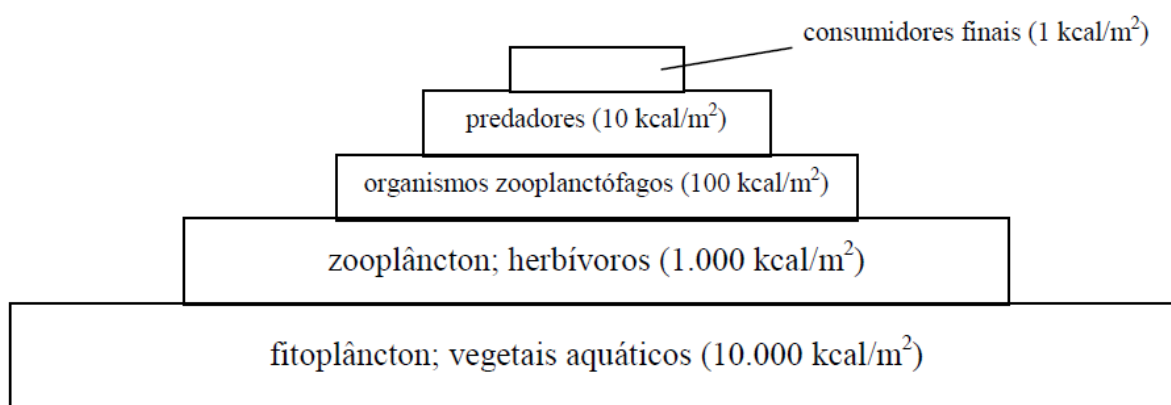 consumidores finais (1 kcal/m²)
predadores (10 kcal/m²)
organismos zooplanctófagos (100 kcal/m²)
zooplâncton; herbívoros (1.000 kcal/m²)
fitoplâncton; vegetais aquáticos (10.000 kcal/m²)